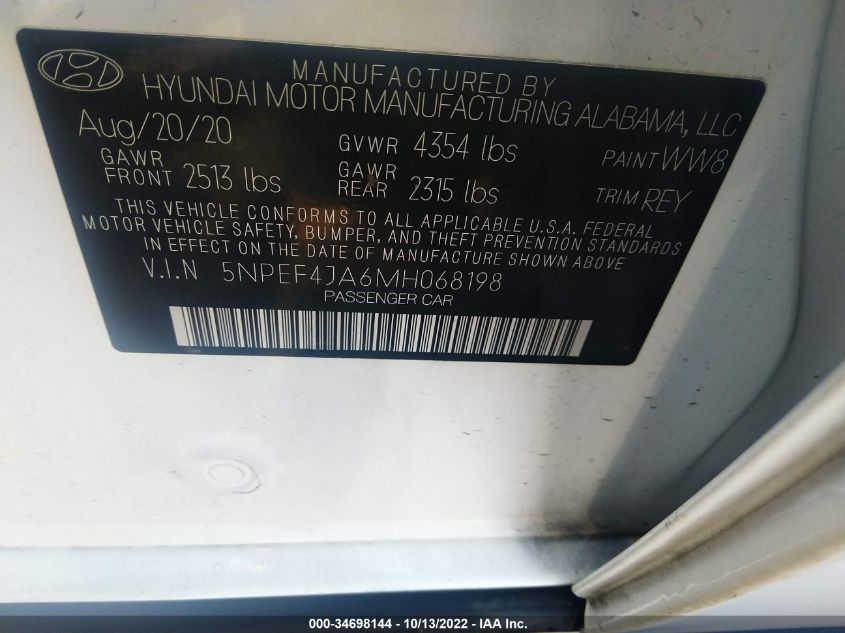 MANUFACTURED BY
HYUNDAI MOTOR MANUFACTURING ALABAMA, LLC
Aug/20/20 GVWR 4354 lbs PAINT WW8
GAWR FRONT 2513 lbs GAWR REAR 2315 lbs TRIM REY
THIS VEHICLE CONFORMS TO ALL APPLICABLE U.S.A. FEDERAL
MOTOR VEHICLE SAFETY, BUMPER, AND THEFT PREVENTION STANDARDS
IN EFFECT ON THE DATE OF MANUFACTURE SHOWN ABOVE
V.I.N 5NPEF4JA6MH068198
PASSENGER CAR
000-34698144 - 10/13/2022 - IAA Inc.